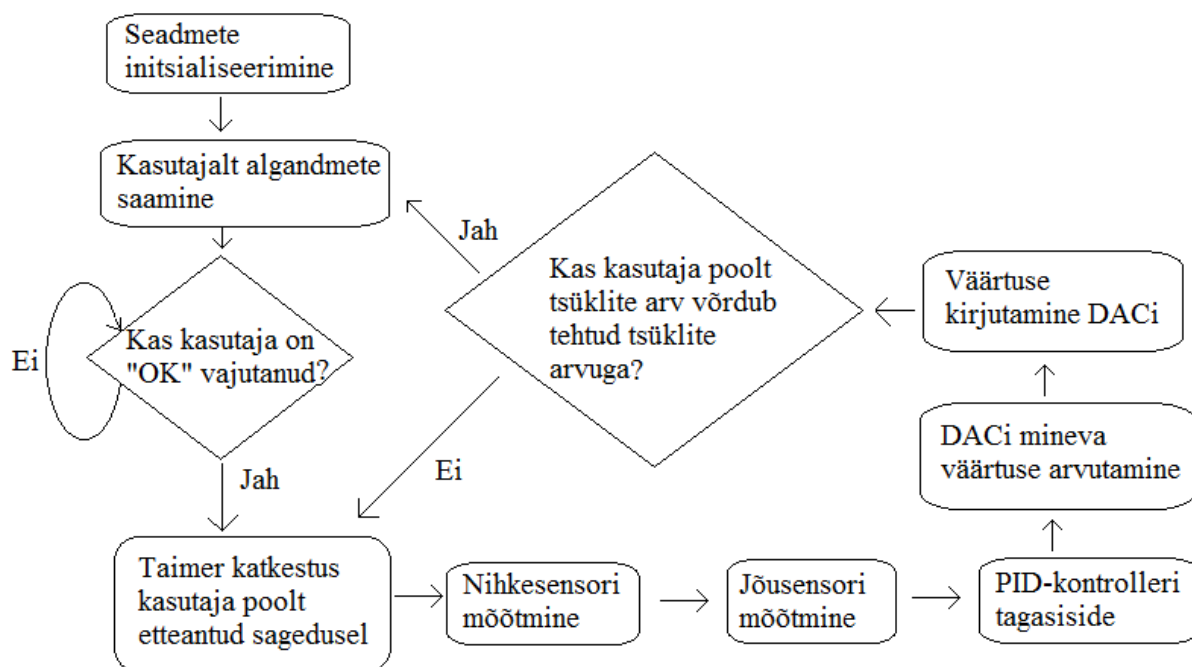 Seadmete
initsialiseerimine
Kasutajalt algandmete
saamine
Kas kasutaja on
"OK" vajutanud?
Ei
Jah
Taimer katkestus
kasutaja poolt
etteantud sagedusel
Nihkesensori
mõõtmine
Jõusensori
mõõtmine
PID-kontrolleri
tagasiside
DACi mineva
väärtuse arvutamine
Väärtuse
kirjutamine DACi
Kas kasutaja poolt
tsüklite arv võrdub
tehtud tsüklite
arvuga?
Jah
Ei